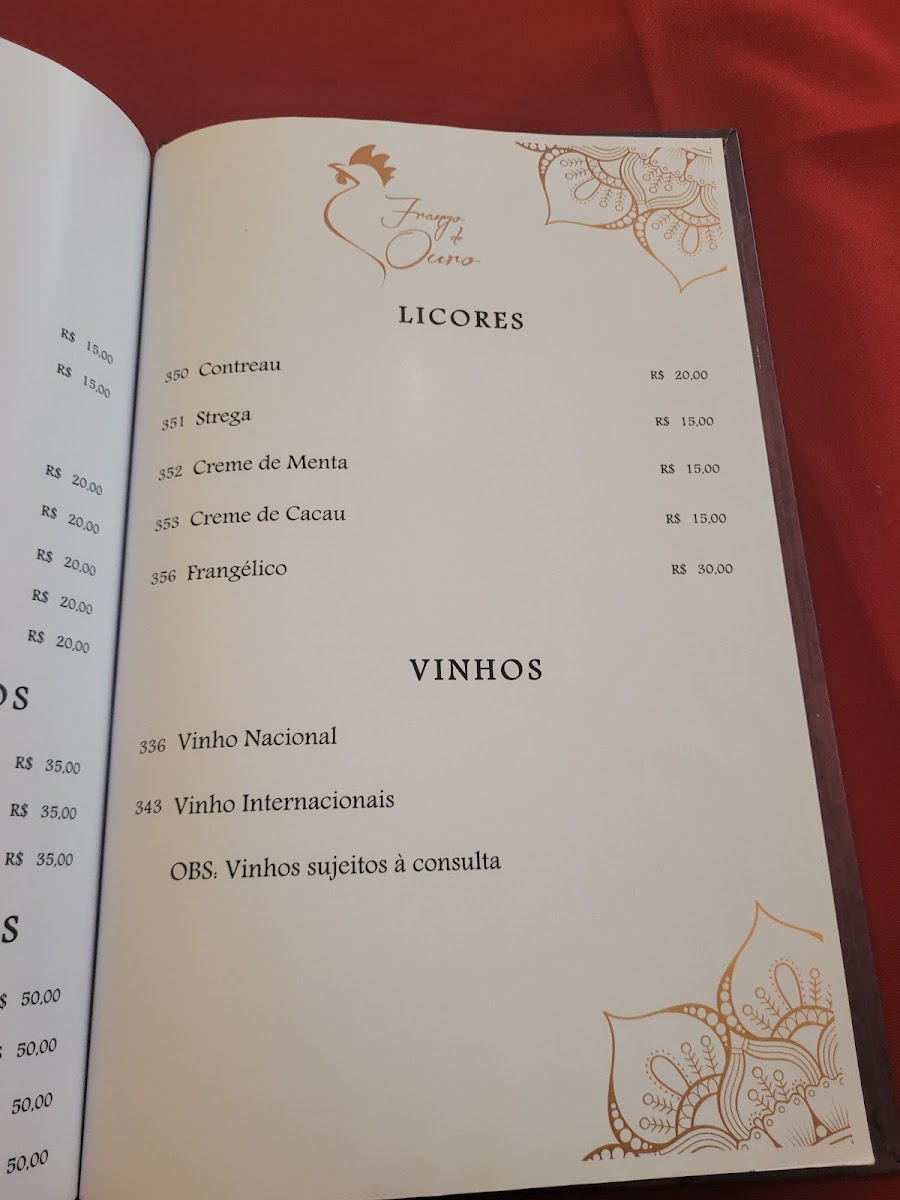 R$ 15,00
R$ 15,00
R$ 20,00
R$ 20,00
R$ 20,00
R$ 20,00
R$ 20,00
OS
R$ 35,00
R$ 35,00
R$ 35,00
S
$ 50,00
50,00
50,00
50,00
Frango
de
Ouro
LICORES
350 Contreau R$ 20,00
351 Strega R$ 15,00
352 Creme de Menta R$ 15,00
353 Creme de Cacau R$ 15,00
356 Frangélico R$ 30,00
VINHOS
336 Vinho Nacional
343 Vinho Internacionais
OBS: Vinhos sujeitos à consulta